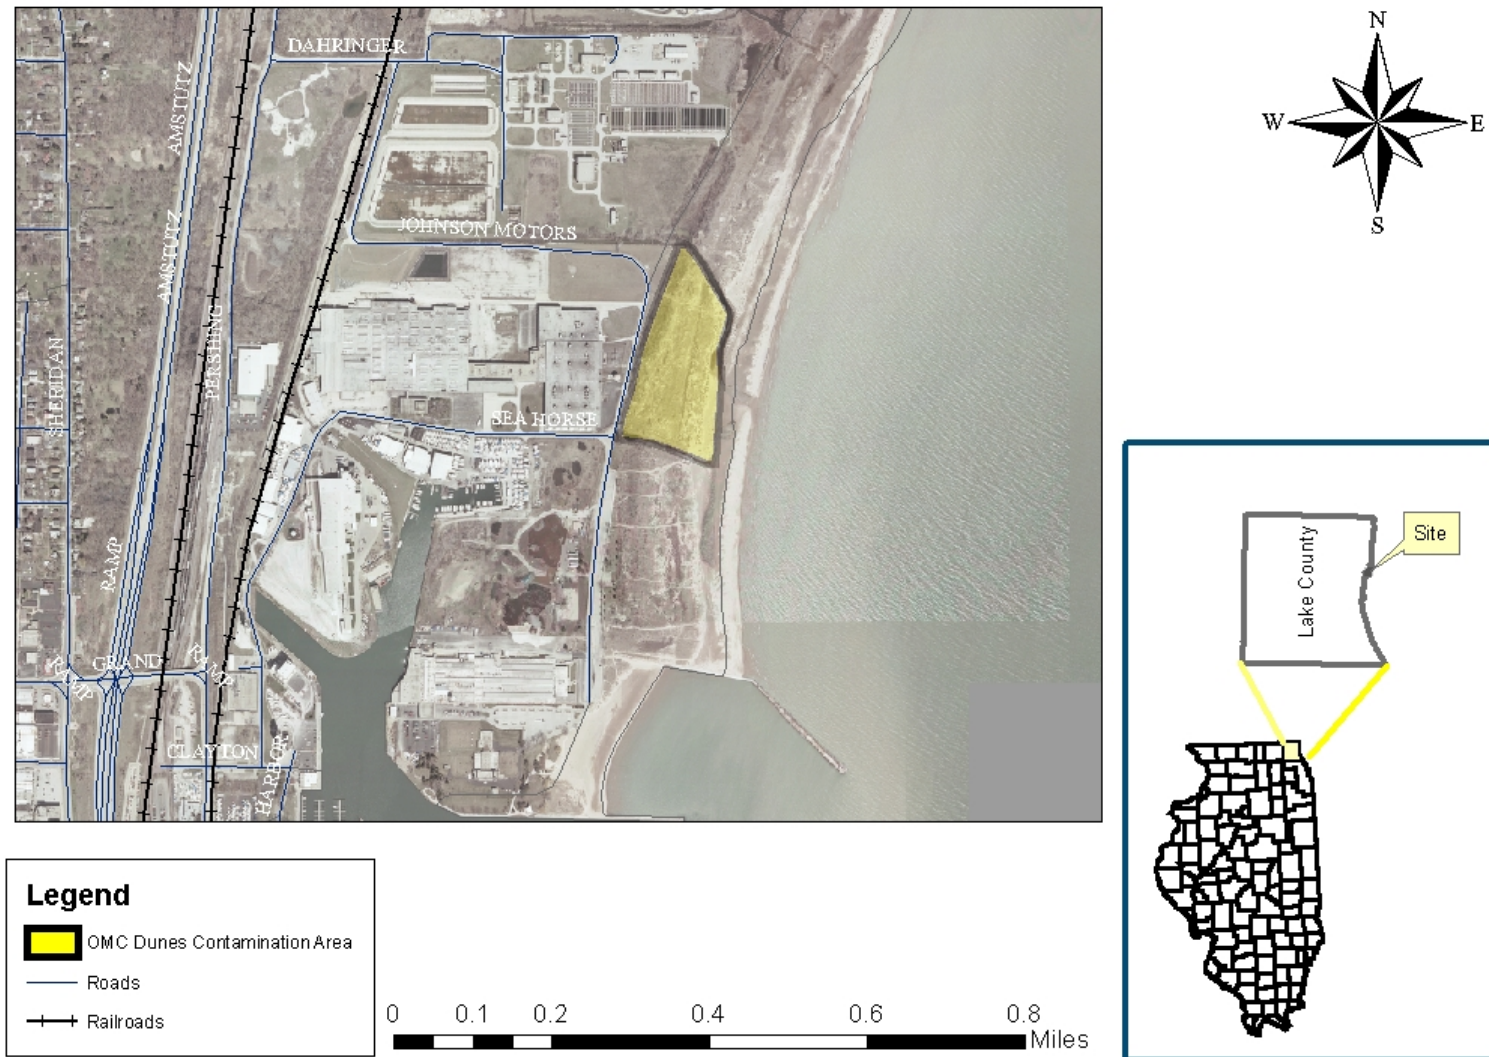 DAHRINGER
AMSTUTZ
JOHNSON MOTORS
AMSTUTZ
PERSHING
SHERIDAN
SEA HORSE
RAMP
GRAND
RAMP
RAMP
CLAYTON
HARBOR
N
W
E
S
Lake County
Site
Legend
OMC Dunes Contamination Area
Roads
Railroads
0 0.1 0.2 0.4 0.6 0.8
Miles